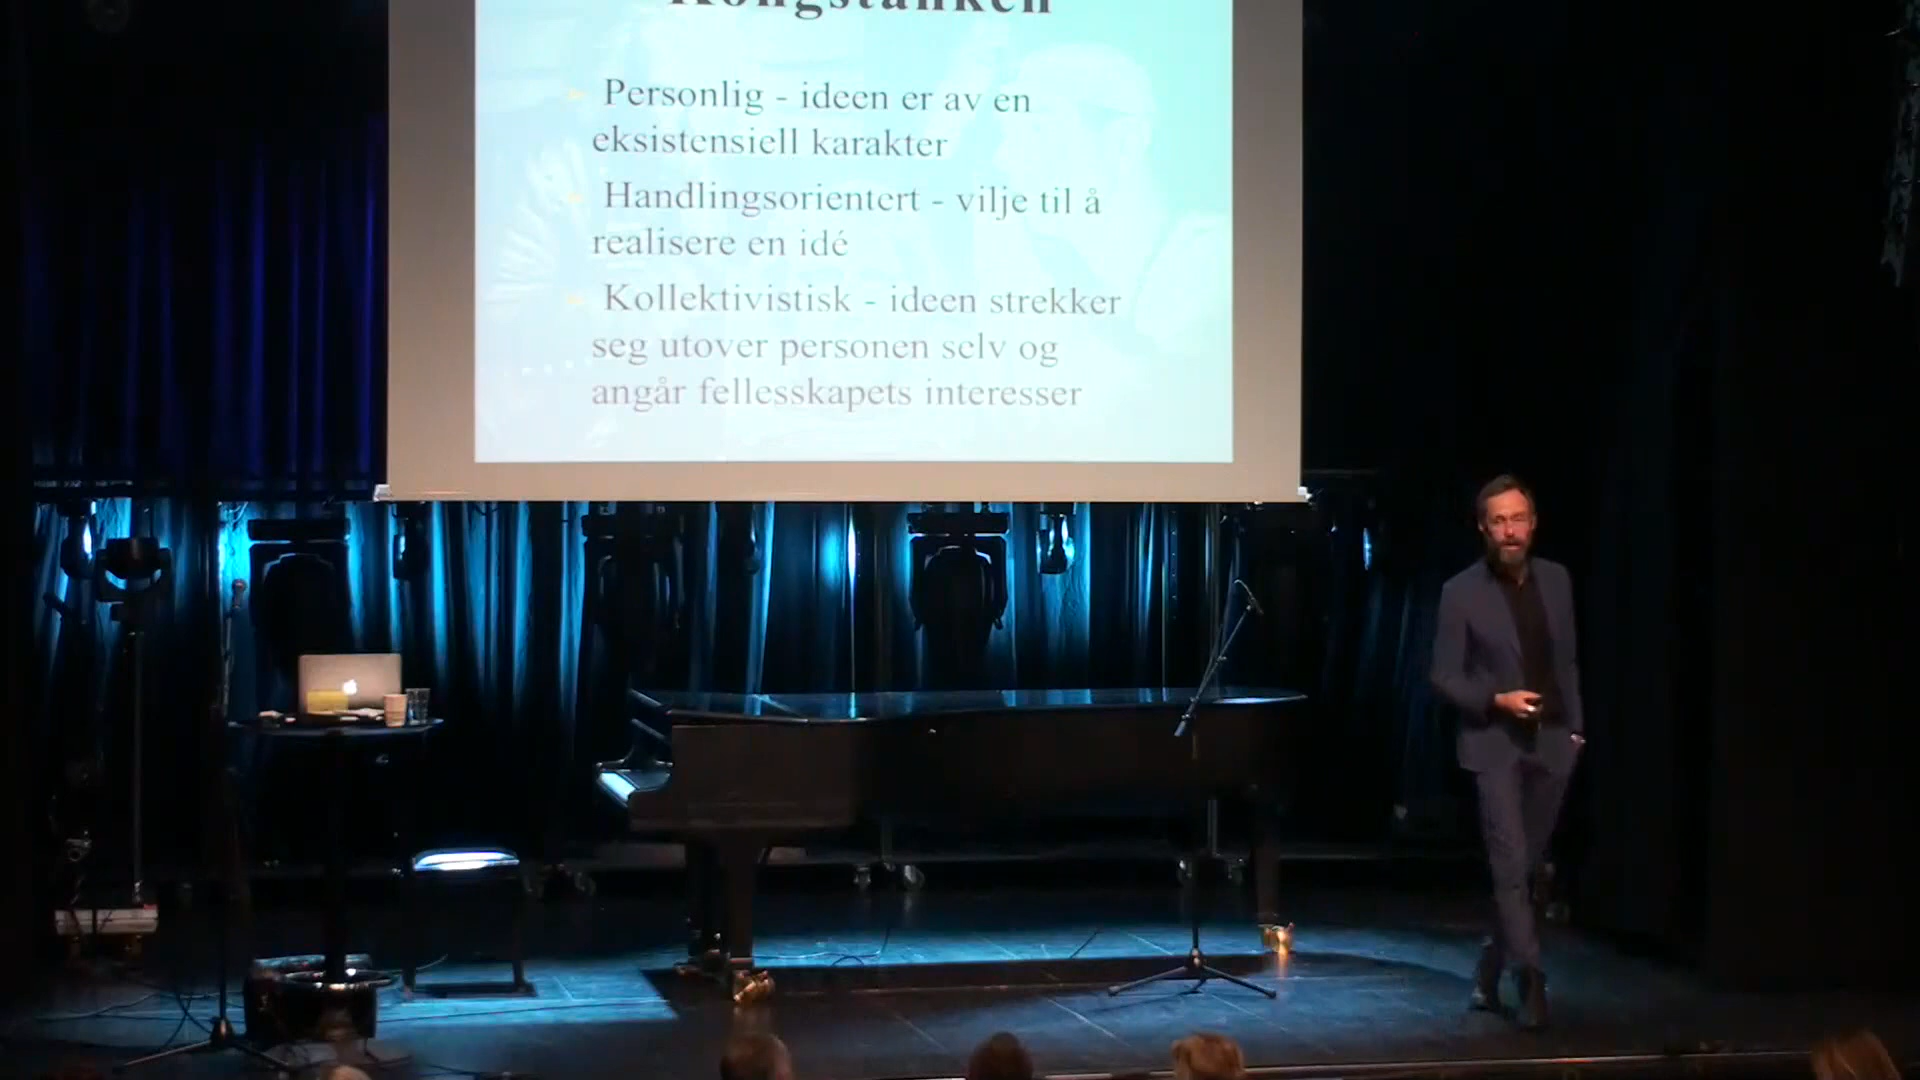 Kongstanken
Personlig - ideen er av en
eksistensiell karakter
Handlingsorientert - vilje til å
realisere en idé
Kollektivistisk - ideen strekker
seg utover personen selv og
angår fellesskapets interesser